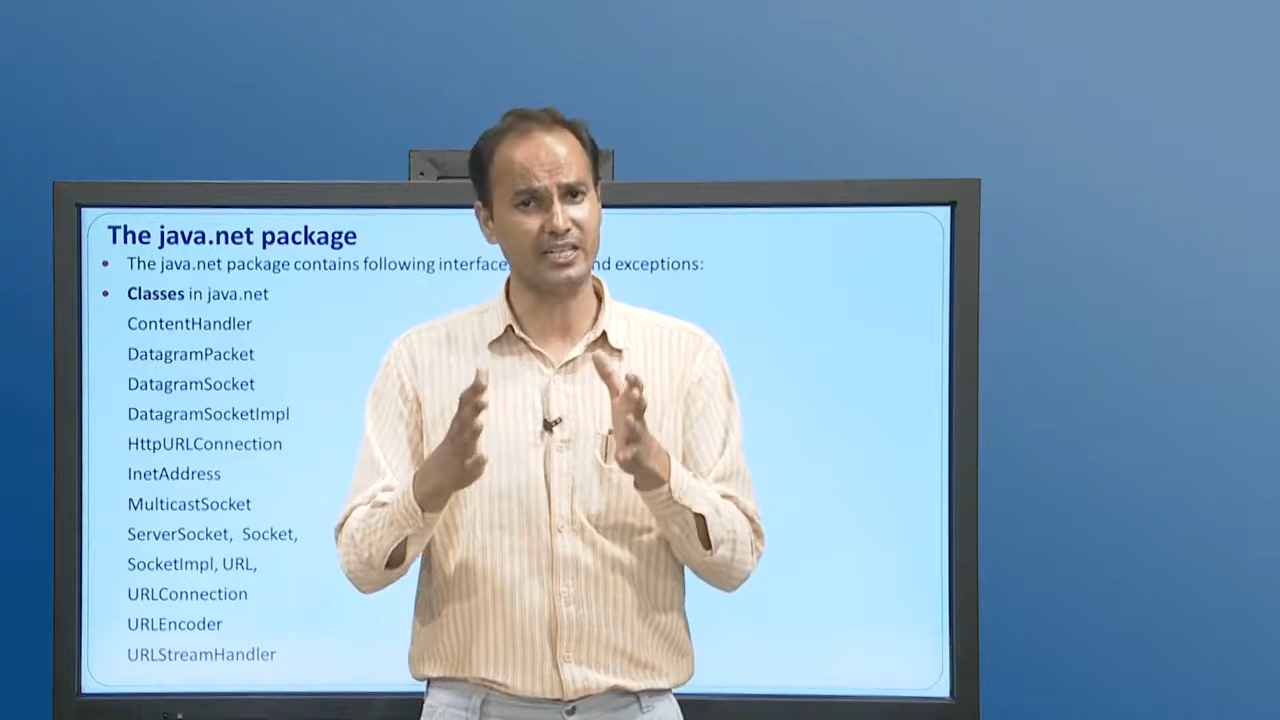 The java.net package
• The java.net package contains following interface nd exceptions:
• Classes in java.net
ContentHandler
DatagramPacket
DatagramSocket
DatagramSocketImpl
HttpURLConnection
InetAddress
MulticastSocket
ServerSocket, Socket,
SocketImpl, URL,
URLConnection
URLEncoder
URLStreamHandler